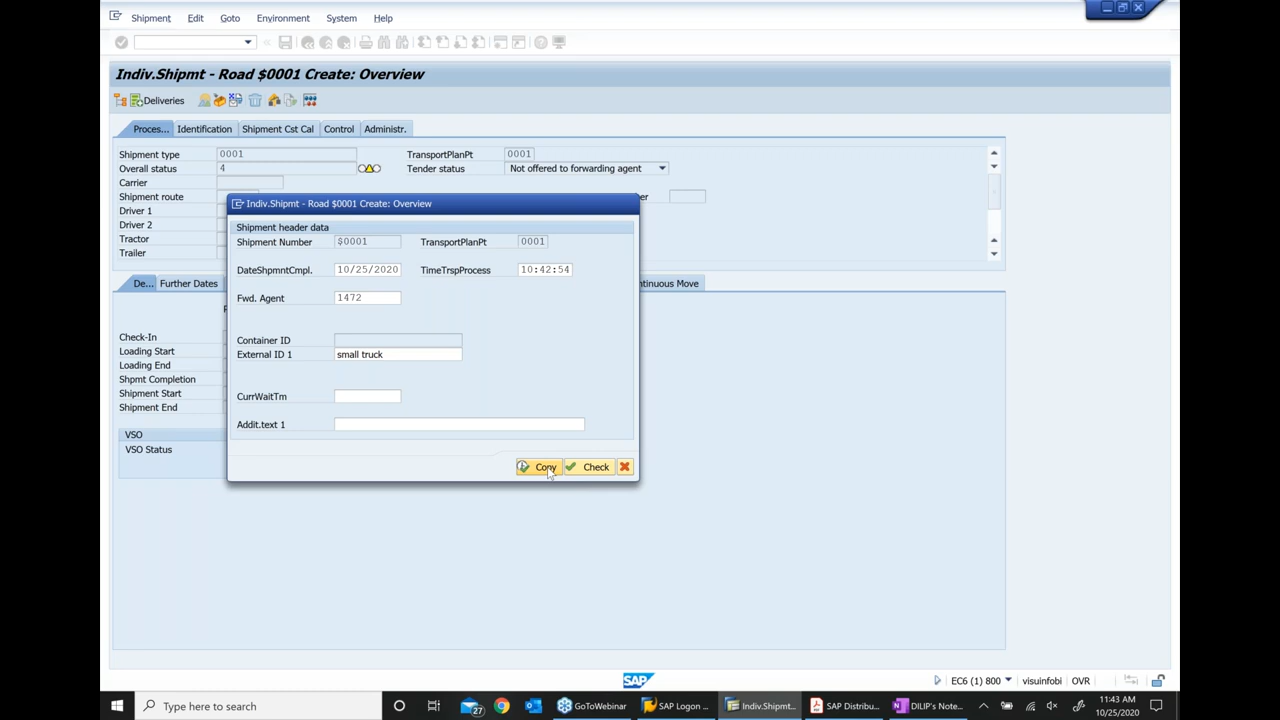 Shipment Edit Goto Environment System Help
Indiv.Shipmt - Road $0001 Create: Overview
Deliveries
Proces... Identification Shipment Cst Cal Control Administr.
Shipment type 0001 TransportPlanPt 0001
Overall status 4 Tender status Not offered to forwarding agent
Carrier
Shipment route
Driver 1
Driver 2
Tractor
Trailer
De... Further Dates
Check-In
Loading Start
Loading End
Shpmt Completion
Shipment Start
Shipment End
VSO
VSO Status
Indiv.Shipmt - Road $0001 Create: Overview
Shipment header data
Shipment Number $0001 TransportPlanPt 0001
DateShpmntCmpl. 10/25/2020 TimeTrspProcess 10:42:54
Fwd. Agent 1472
Container ID
External ID 1 small truck
CurrWaitTm
Addit.text 1
Copy Check
Move
SAP EC6 (1) 800 visuinfobi OVR
Type here to search 27 GoToWebinar SAP Logon ... Indiv.Shipmt... SAP Distribu... DILIP's Note... 11:43 AM
10/25/2020